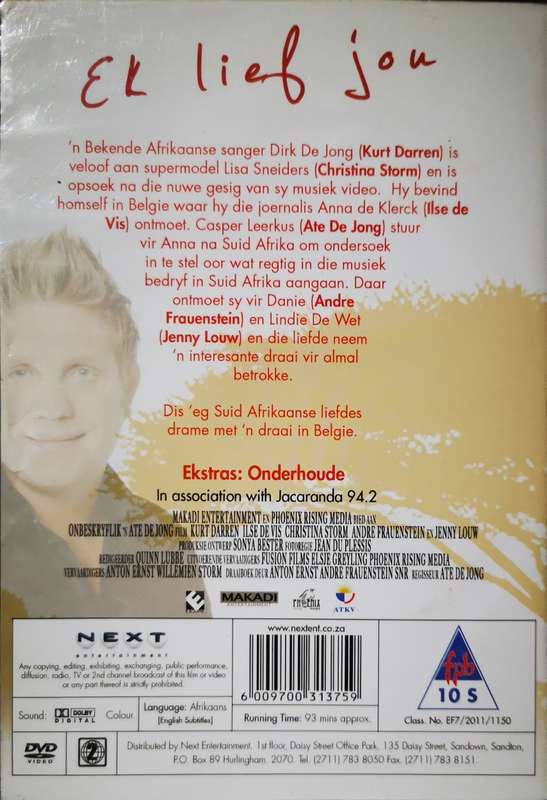 Ek lief jou
'n Bekende Afrikaanse sanger Dirk De Jong (Kurt Darren) is
veloof aan supermodel Lisa Sneiders (Christina Storm) en is
opsoek na die nuwe gesig van sy musiek video. Hy bevind
homself in Belgie waar hy die joernalis Anna de Klerck (Ilse de
Vis) ontmoet. Casper Leerkus (Ate De Jong) stuur
vir Anna na Suid Afrika om ondersoek
in te stel oor wat regtig in die musiek
bedryf in Suid Afrika aangaan. Daar
ontmoet sy vir Danie (Andre
Frauenstein) en Lindie De Wet
(Jenny Louw) en die liefde neem
'n interesante draai vir almal
betrokke.
Dis 'eg Suid Afrikaanse liefdes
drame met 'n draai in Belgie.
Ekstras: Onderhoude
In association with Jacaranda 94.2
MAKADI ENTERTAINMENT EN PHOENIX RISING MEDIA BIED AAN
ONBESKRYFLIK 'N ATE DE JONG FILM KURT DARREN ILSE DE VIS CHRISTINA STORM ANDRE FRAUENSTEIN EN JENNY LOUW
PRODUKSIE ONTWERP SONYA BESTER FOTOREGIE JEAN DU PLESSIS
REDIGEERDER QUINN LUBBE UITVOERENDE VERVAARDIGERS FUSION FILMS ELSJE GREYLING PHOENIX RISING MEDIA
VERVAARDIGERS ANTON ERNST WILLEMIEN STORM DRAAIBOEK DEUR ANTON ERNST ANDRE FRAUENSTEIN SNR REGISSEUR ATE DE JONG
MAKADI
ENTERTAINMENT
PHOENIX
ATKV
NEXT
entertainment
Any copying, editing, exhibiting, exchanging, public performance,
diffusion, radio, TV or 2nd channel broadcast of this film or video
or any part thereof is strictly prohibited.
Sound: DOLBY DIGITAL Colour.
Language: Afrikaans
[English Subtitles]
www.nextent.co.za
6 009700 313759
Running Time: 93 mins approx.
fpb
10 S
Class. No. EF7/2011/1150
DVD
VIDEO
2
Distributed by Next Entertainment. 1st floor, Daisy Street Office Park, 135 Daisy Street, Sandown, Sandton,
P.O. Box 89 Hurlingham. 2070. Tel: (2711) 783 8050 Fax. (2711) 783 8151.